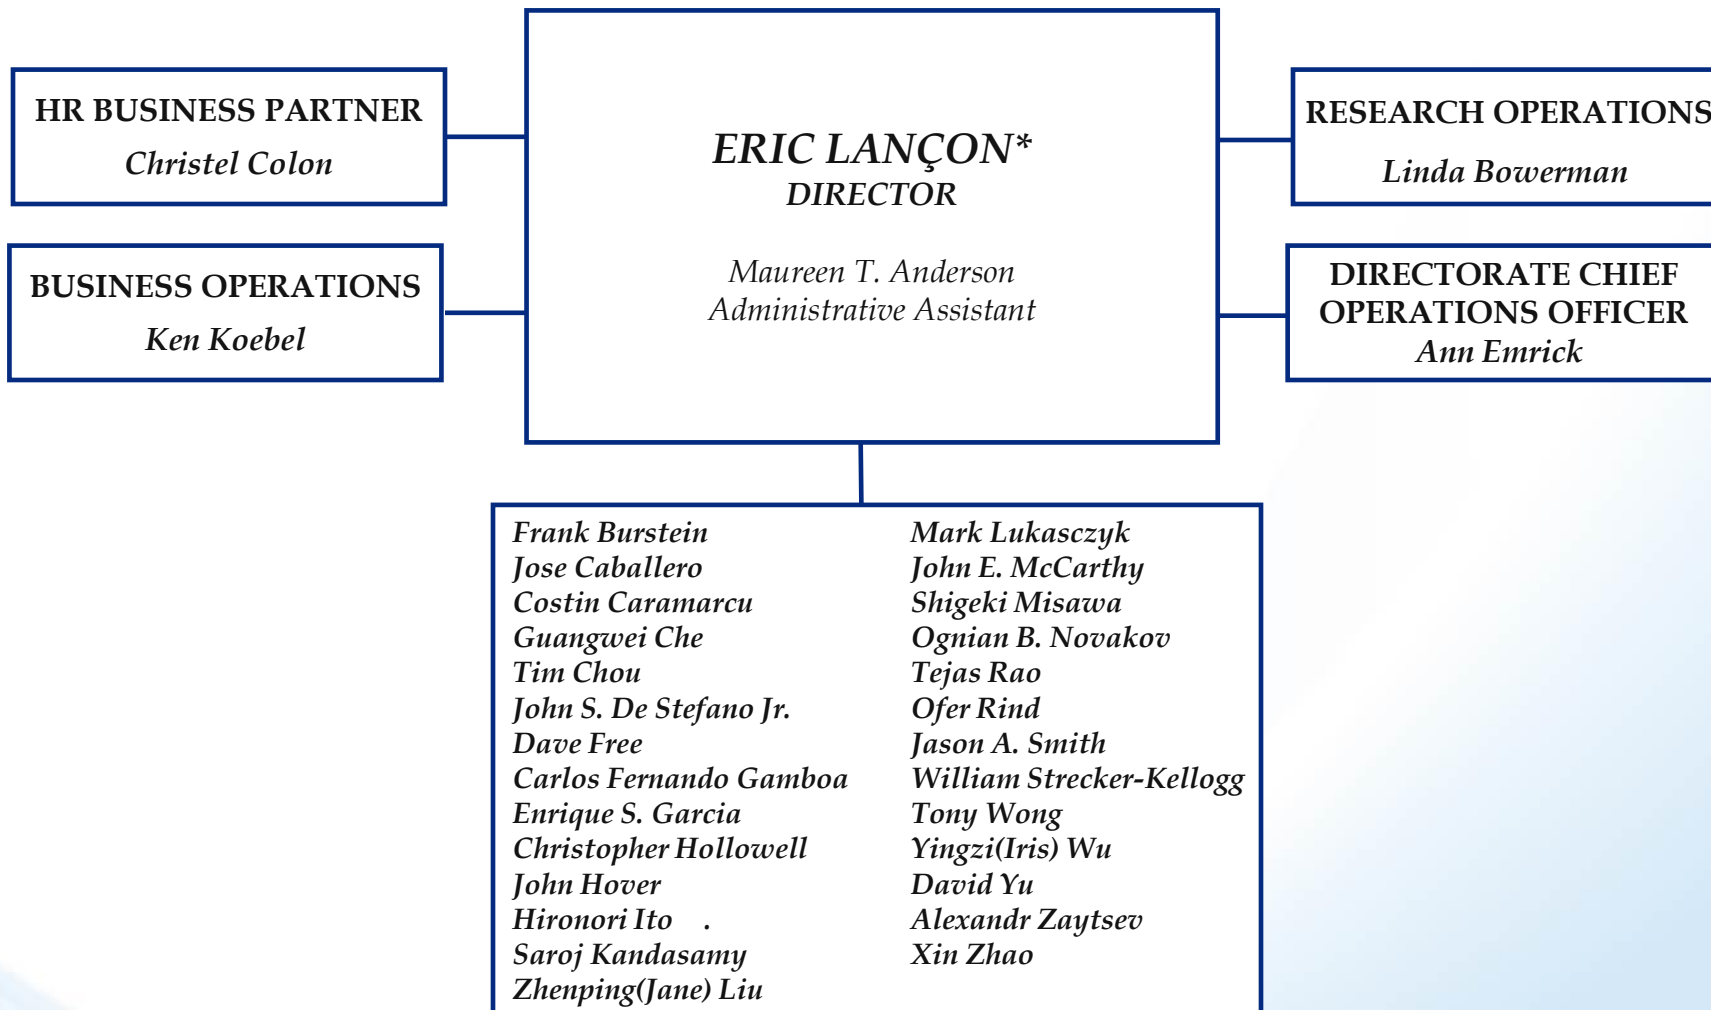 HR BUSINESS PARTNER
Christel Colon
BUSINESS OPERATIONS
Ken Koebel
ERIC LANÇON*
DIRECTOR
Maureen T. Anderson
Administrative Assistant
RESEARCH OPERATIONS
Linda Bowerman
DIRECTORATE CHIEF
OPERATIONS OFFICER
Ann Emrick
Frank Burstein
Jose Caballero
Costin Caramarcu
Guangwei Che
Tim Chou
John S. De Stefano Jr.
Dave Free
Carlos Fernando Gamboa
Enrique S. Garcia
Christopher Hollowell
John Hover
Hironori Ito .
Saroj Kandasamy
Zhenping(Jane) Liu
Mark Lukasczyk
John E. McCarthy
Shigeki Misawa
Ognian B. Novakov
Tejas Rao
Ofer Rind
Jason A. Smith
William Strecker-Kellogg
Tony Wong
Yingzi(Iris) Wu
David Yu
Alexandr Zaytsev
Xin Zhao